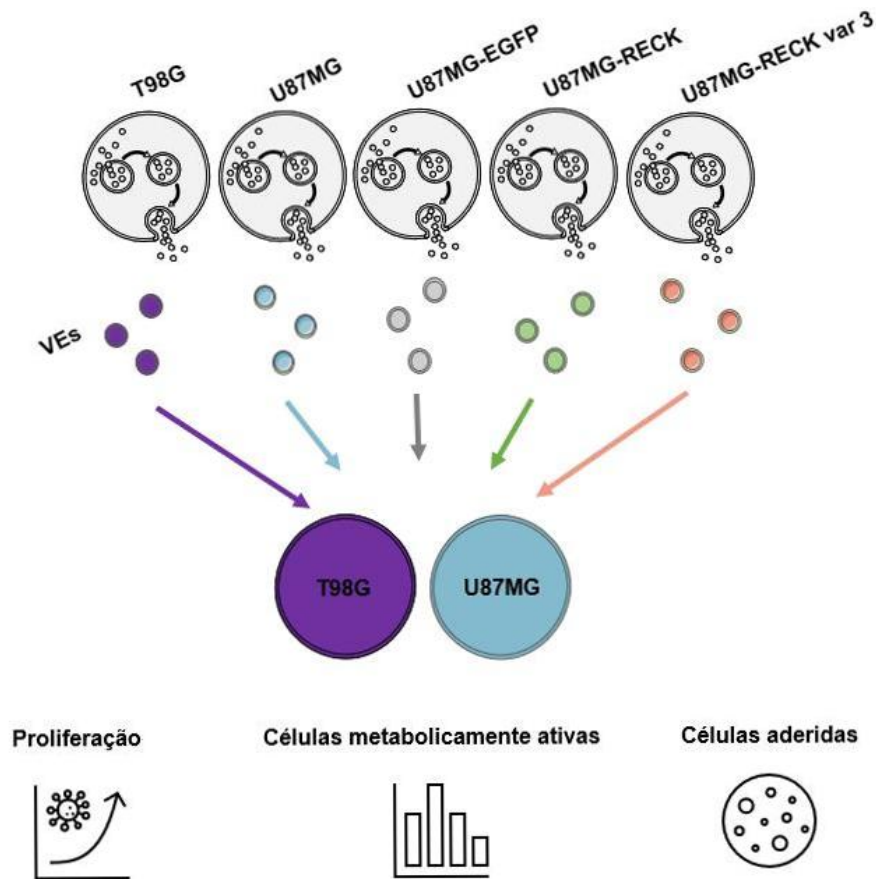 T98G
U87MG
U87MG-EGFP
U87MG-RECK
U87MG-RECK var 3
VEs
T98G
U87MG
Proliferação
Células metabolicamente ativas
Células aderidas